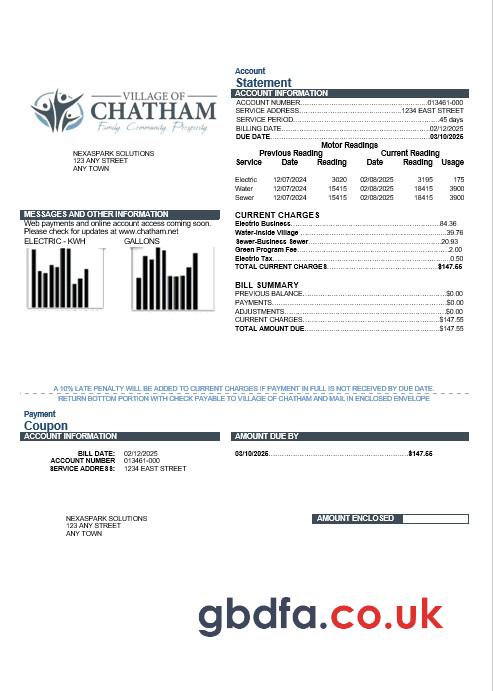 Account
Statement
ACCOUNT INFORMATION
ACCOUNT NUMBER 013461-000
SERVICE ADDRESS 1234 EAST STREET
SERVICE PERIOD 45 days
BILLING DATE 02/12/2025
DUE DATE 03/10/2025
VILLAGE OF
CHATHAM
Family. Community. Prosperity.
NEXASPARK SOLUTIONS
123 ANY STREET
ANY TOWN
Motor Readings
Previous Reading Current Reading
Service Date Reading Date Reading Usage
Electric 12/07/2024 3020 02/08/2025 3195 175
Water 12/07/2024 15415 02/08/2025 18415 3900
Sewer 12/07/2024 15415 02/08/2025 18415 3900
MESSAGES AND OTHER INFORMATION
Web payments and online account access coming soon.
Please check for updates at www.chatham.net
ELECTRIC - KWH GALLONS
CURRENT CHARGES
Electric Business 84.36
Water-Inside Village 39.76
Sewer-Business Sewer 20.93
Green Program Fee 2.00
Electric Tax 0.50
TOTAL CURRENT CHARGES $147.55
BILL SUMMARY
PREVIOUS BALANCE $0.00
PAYMENTS $0.00
ADJUSTMENTS $0.00
CURRENT CHARGES $147.55
TOTAL AMOUNT DUE $147.55
A 10% LATE PENALTY WILL BE ADDED TO CURRENT CHARGES IF PAYMENT IN FULL IS NOT RECEIVED BY DUE DATE.
RETURN BOTTOM PORTION WITH CHECK PAYABLE TO VILLAGE OF CHATHAM AND MAIL IN ENCLOSED ENVELOPE
Payment
Coupon
ACCOUNT INFORMATION
BILL DATE: 02/12/2025
ACCOUNT NUMBER 013461-000
SERVICE ADDRESS: 1234 EAST STREET
AMOUNT DUE BY
03/10/2025 $147.55
NEXASPARK SOLUTIONS
123 ANY STREET
ANY TOWN
AMOUNT ENCLOSED
gbdfa.co.uk